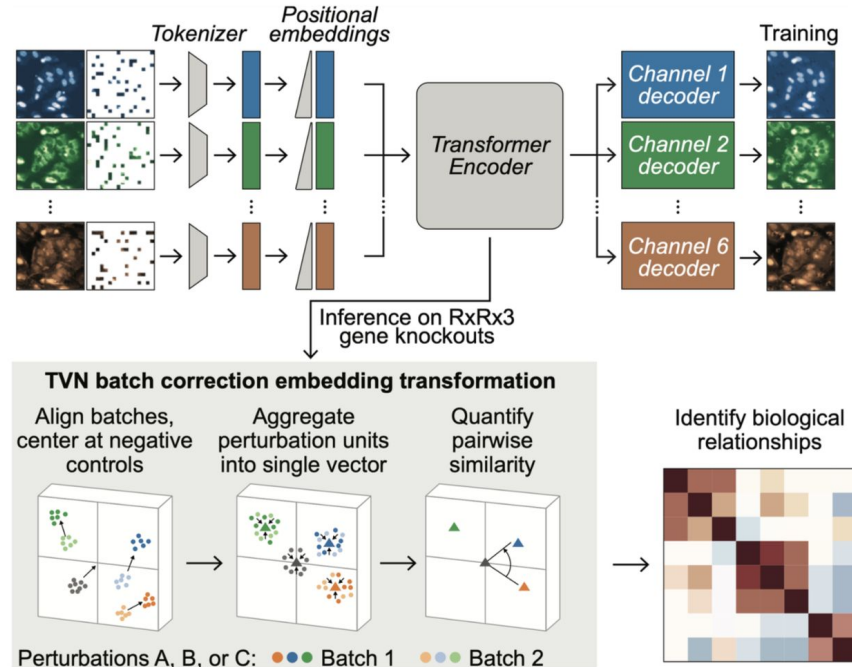 Tokenizer
Positional
embeddings
Training
Transformer
Encoder
Channel 1
decoder
Channel 2
decoder
Channel 6
decoder
Inference on RxRx3
gene knockouts
TVN batch correction embedding transformation
Align batches,
center at negative
controls
Aggregate
perturbation units
into single vector
Quantify
pairwise
similarity
Identify biological
relationships
Perturbations A, B, or C:
Batch 1
Batch 2